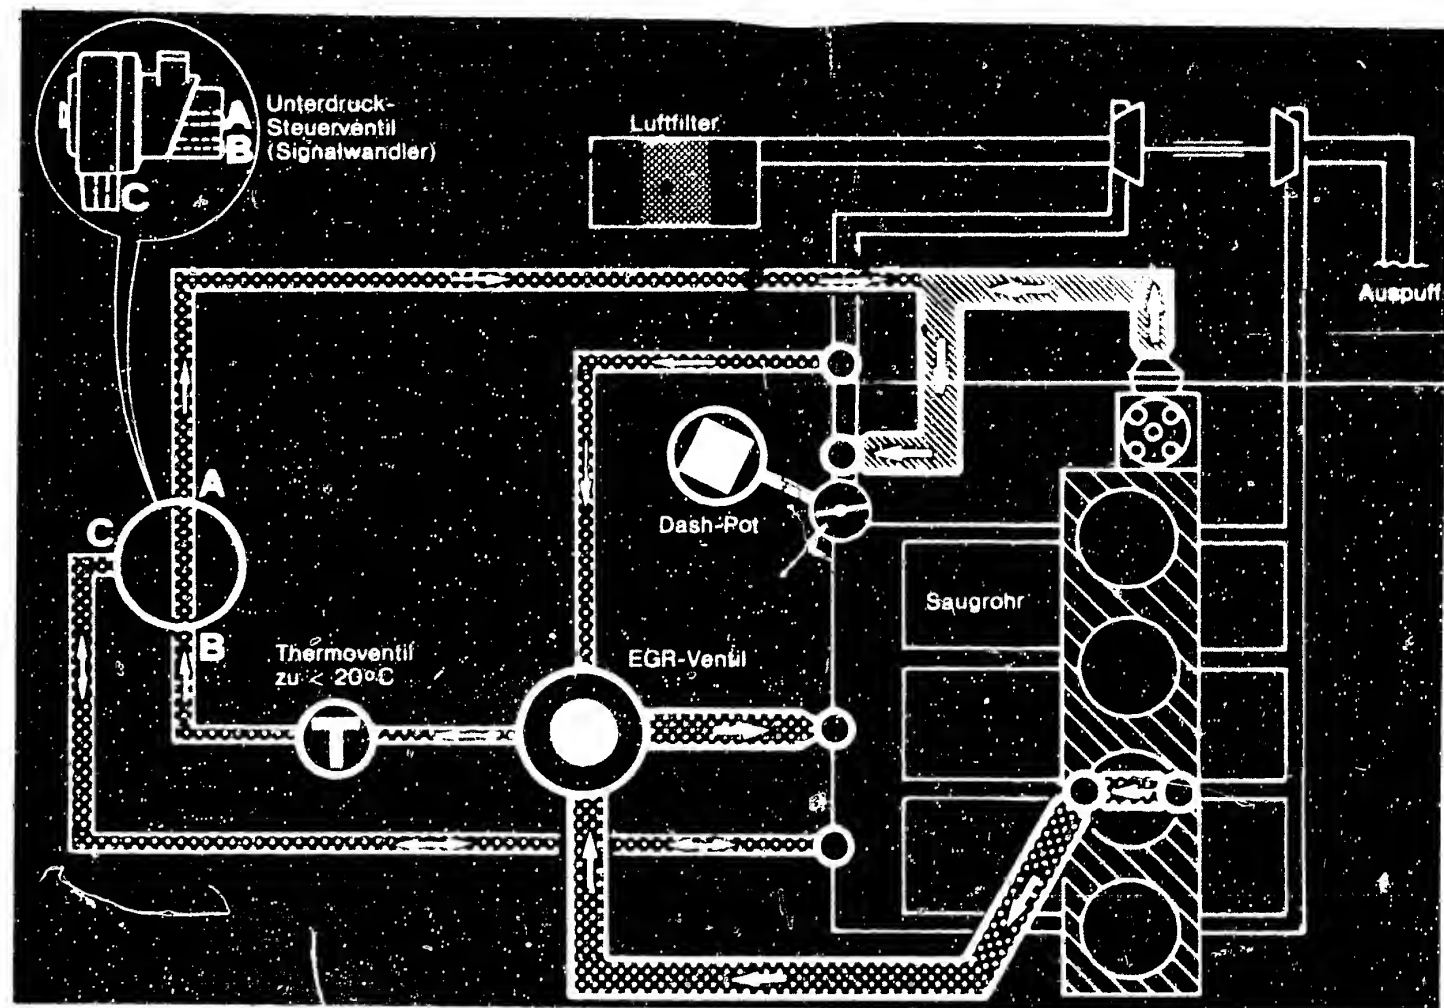 A
B
C
Unterdruck-
Steuerventil
(Signalwandler)
Luftfilter
Auspuff
Dash-Pot
A
C
B
Saugrohr
Thermoventil
zu < 20°C
EGR-Ventil
T